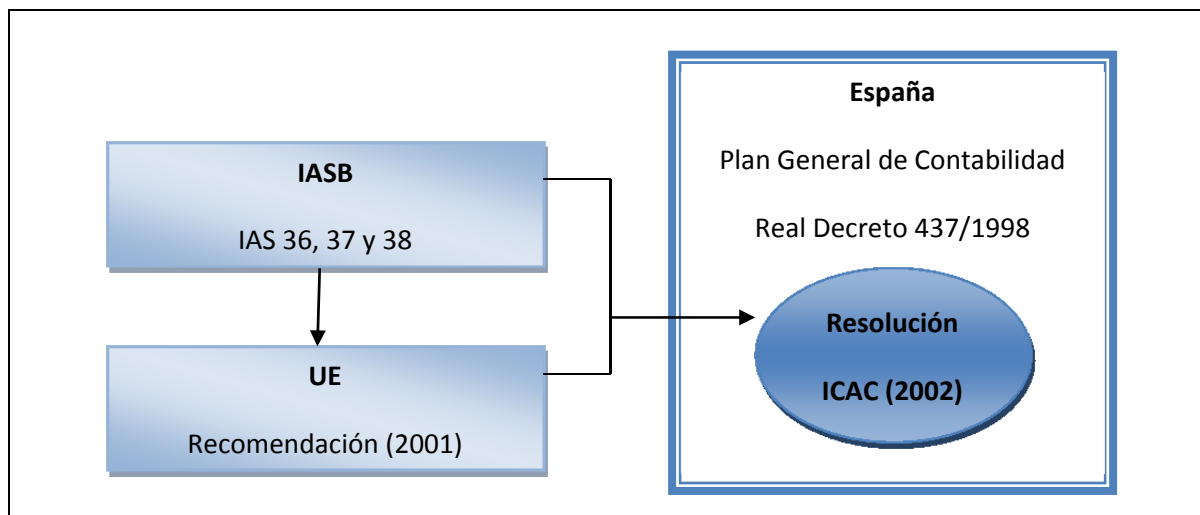 IASB
IAS 36, 37 y 38
UE
Recomendación (2001)
España
Plan General de Contabilidad
Real Decreto 437/1998
Resolución
ICAC (2002)